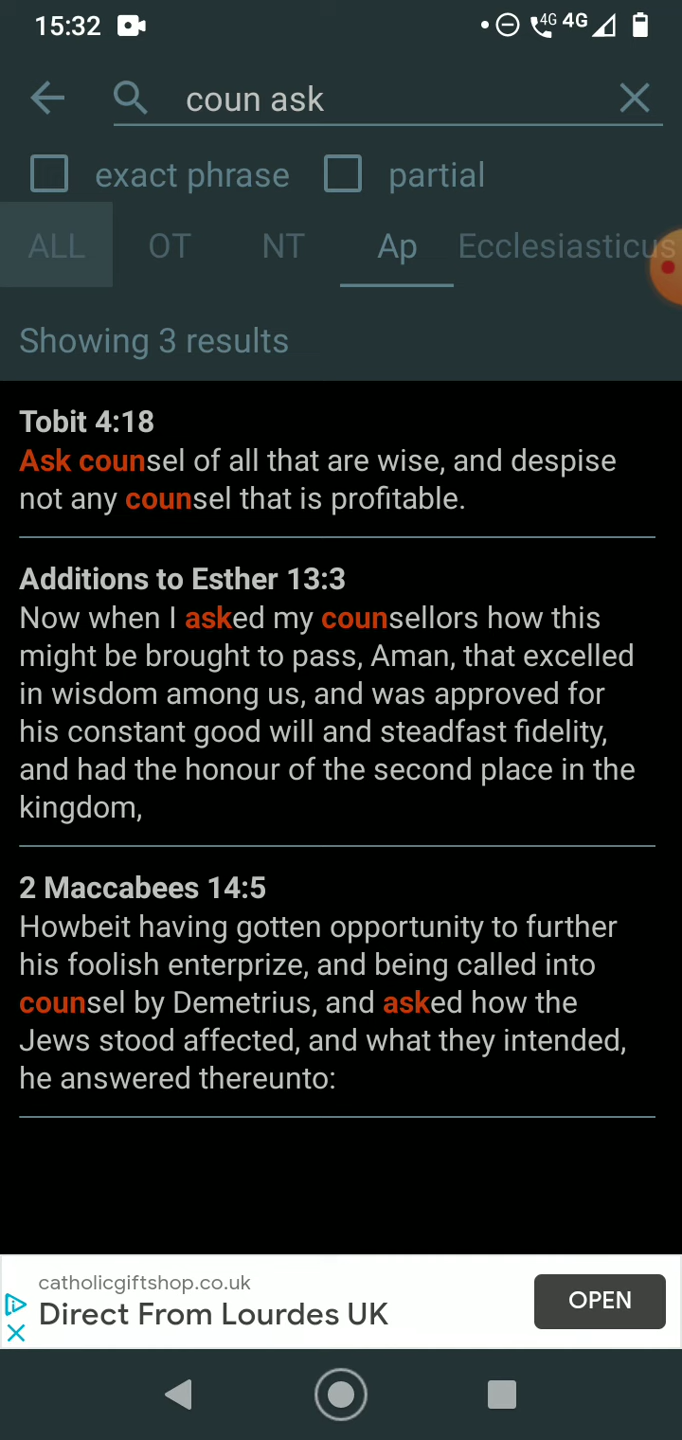 15:32 4G 4G
coun ask
exact phrase partial
ALL OT NT Ap Ecclesiasticus
Showing 3 results
Tobit 4:18
Ask counsel of all that are wise, and despise
not any counsel that is profitable.
Additions to Esther 13:3
Now when I asked my counsellors how this
might be brought to pass, Aman, that excelled
in wisdom among us, and was approved for
his constant good will and steadfast fidelity,
and had the honour of the second place in the
kingdom,
2 Maccabees 14:5
Howbeit having gotten opportunity to further
his foolish enterprize, and being called into
counsel by Demetrius, and asked how the
Jews stood affected, and what they intended,
he answered thereunto:
catholicgiftshop.co.uk
Direct From Lourdes UK
OPEN